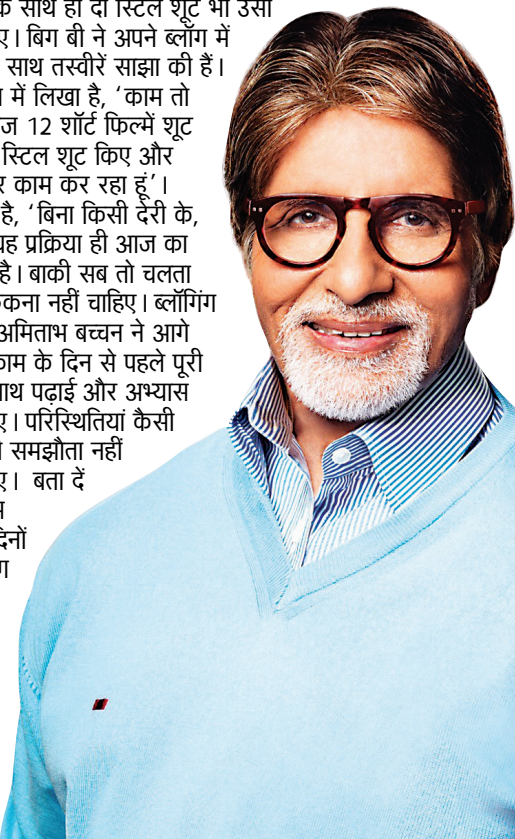 के साथ ही दो स्टिल शूट भी उसी
ए। बिग बी ने अपने ब्लॉग में
साथ तस्वीरें साझा की हैं।
में लिखा है, ‘काम तो
ज 12 शॉर्ट फिल्में शूट
स्टिल शूट किए और
र काम कर रहा हूं’।
है, ‘बिना किसी देरी के,
यह प्रक्रिया ही आज का
है। बाकी सब तो चलता
कना नहीं चाहिए। ब्लॉगिंग
अमिताभ बच्चन ने आगे
काम के दिन से पहले पूरी
साथ पढ़ाई और अभ्यास
ए। परिस्थितियां कैसी
समझौता नहीं
ए। बता दें
दिनों
ग